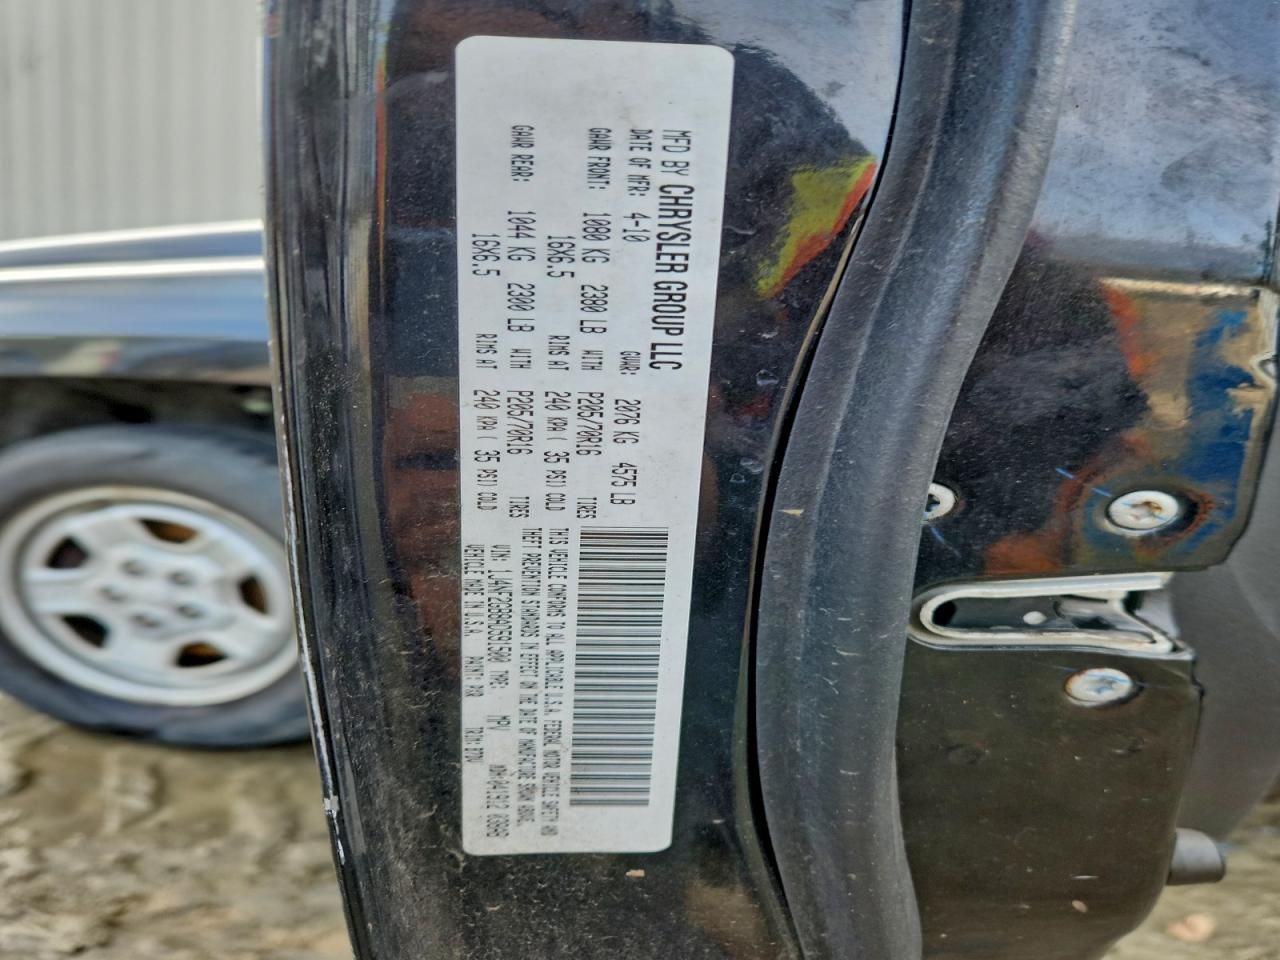 MFD BY CHRYSLER GROUP LLC
DATE OF MFR: 4-10 GVWR: 2076 KG 4575 LB
GAWR FRONT: 1080 KG 2380 LB WITH P205/70R16 TIRES
16X6.5 RIMS AT 240 KPA( 35 PSI COLD
GAWR REAR: 1044 KG 2300 LB WITH P205/70R16 TIRES
16X6.5 RIMS AT 240 KPA( 35 PSI COLD
THIS VEHICLE CONFORMS TO ALL APPLICABLE U.S.A. FEDERAL MOTOR VEHICLE SAFETY AND
THEFT PREVENTION STANDARDS IN EFFECT ON THE DATE OF MANUFACTURE SHOWN ABOVE.
VIN: 1J4NF2GB6AD591500 TYPE: MPV
VEHICLE MADE IN U.S.A. PAINT: TRIM: